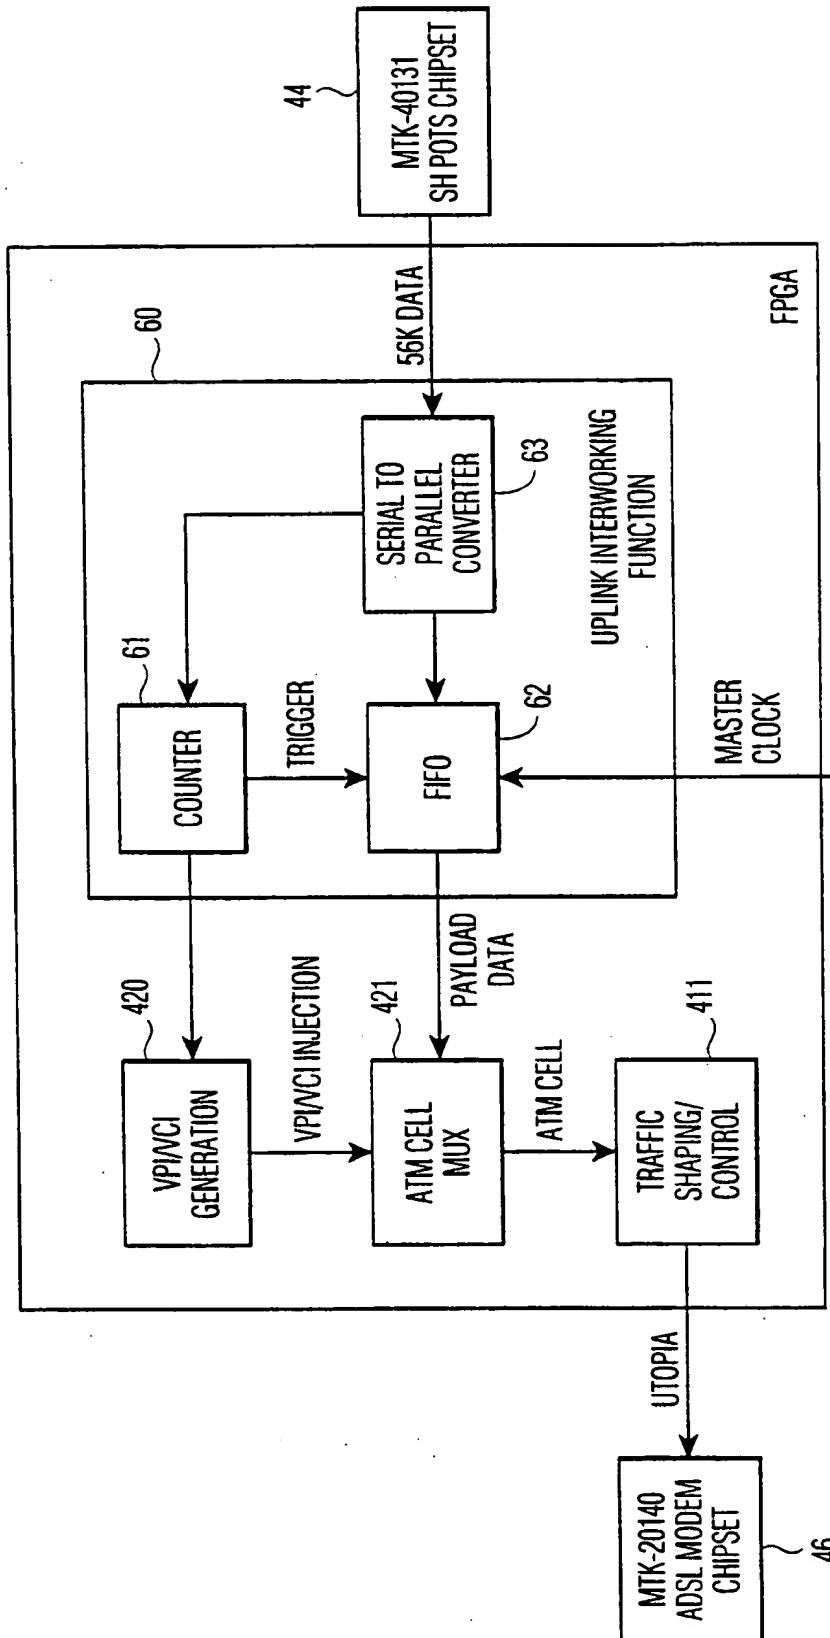 44
MTK-40131
SH POTS CHIPSET
FPGA
56K DATA
60
SERIAL TO
PARALLEL
CONVERTER
63
UPLINK INTERWORKING
FUNCTION
61
COUNTER
TRIGGER
FIFO
62
MASTER
CLOCK
420
VPI/VCI
GENERATION
VPI/VCI INJECTION
421
PAYLOAD
DATA
ATM CELL
MUX
ATM CELL
411
TRAFFIC
SHAPING/
CONTROL
UTOPIA
MTK-20140
ADSL MODEM
CHIPSET
46